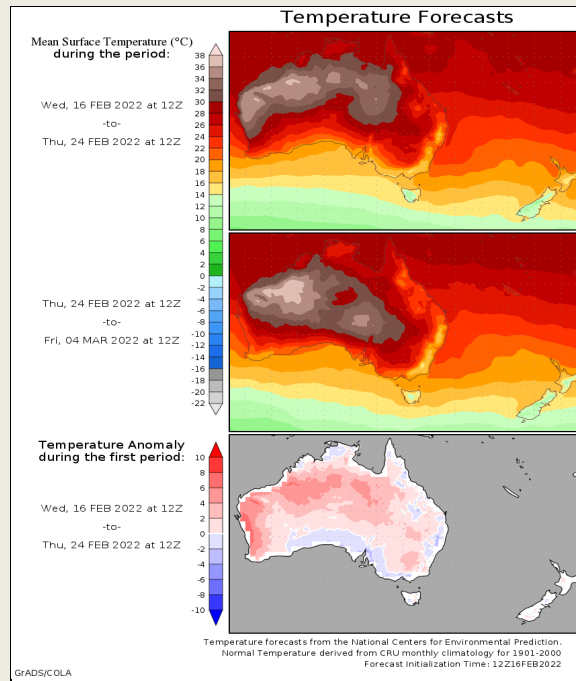 Temperature Forecasts
Mean Surface Temperature (°C)
during the period:
38
36
34
32
30
28
26
24
22
20
18
16
14
12
10
8
6
4
2
0
-2
-4
-6
-8
-10
-12
-14
-16
-18
-20
-22
Wed, 16 FEB 2022 at 12Z
-to-
Thu, 24 FEB 2022 at 12Z
Thu, 24 FEB 2022 at 12Z
-to-
Fri, 04 MAR 2022 at 12Z
Temperature Anomaly
during the first period:
10
8
6
4
2
0
-2
-4
-6
-8
-10
Wed, 16 FEB 2022 at 12Z
-to-
Thu, 24 FEB 2022 at 12Z
Temperature forecasts from the National Centers for Environmental Prediction.
Normal Temperature derived from CRU monthly climatology for 1901-2000
Forecast Initialization Time: 12Z16FEB2022
GrADS/COLA